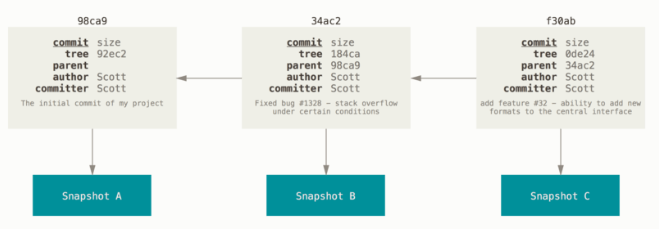 98ca9
commit size
tree 92ec2
parent
author Scott
committer Scott
The initial commit of my project
Snapshot A
34ac2
commit size
tree 184ca
parent 98ca9
author Scott
committer Scott
Fixed bug #1328 – stack overflow
under certain conditions
Snapshot B
f30ab
commit size
tree 0de24
parent 34ac2
author Scott
committer Scott
add feature #32 – ability to add new
formats to the central interface
Snapshot C